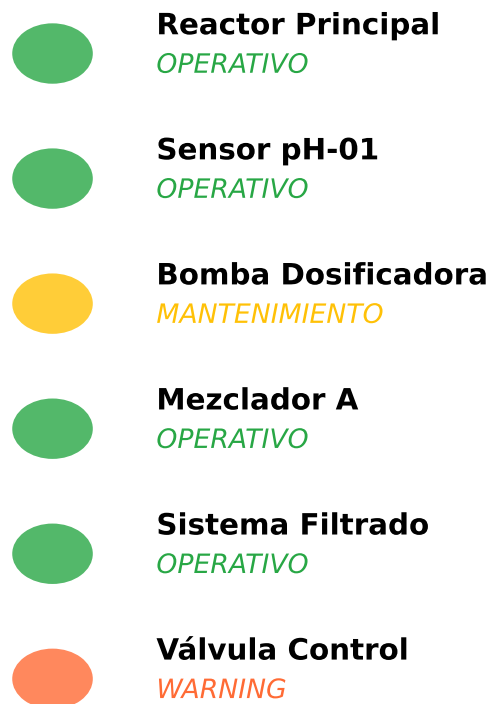 Reactor Principal
OPERATIVO
Sensor pH-01
OPERATIVO
Bomba Dosificadora
MANTENIMIENTO
Mezclador A
OPERATIVO
Sistema Filtrado
OPERATIVO
Válvula Control
WARNING